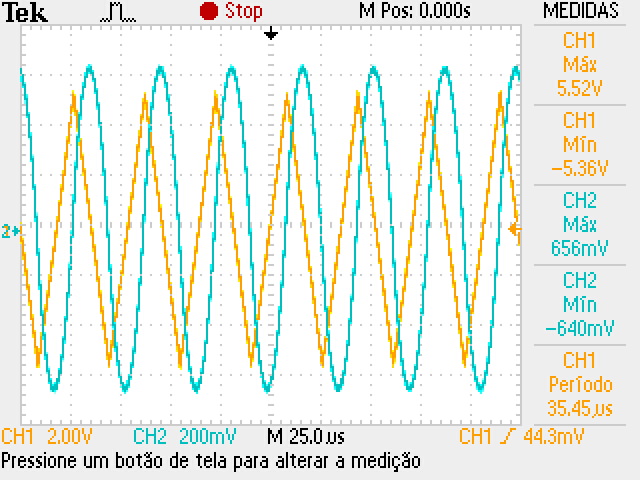 Tek Stop M Pos: 0.000s MEDIDAS
CH1
Máx
5.52V
CH1
Mín
-5.36V
CH2
Máx
656mV
CH2
Mín
-640mV
CH1
Período
35.45µs
2
CH1 2.00V CH2 200mV M 25.0µs CH1 44.3mV
Pressione um botão de tela para alterar a medição